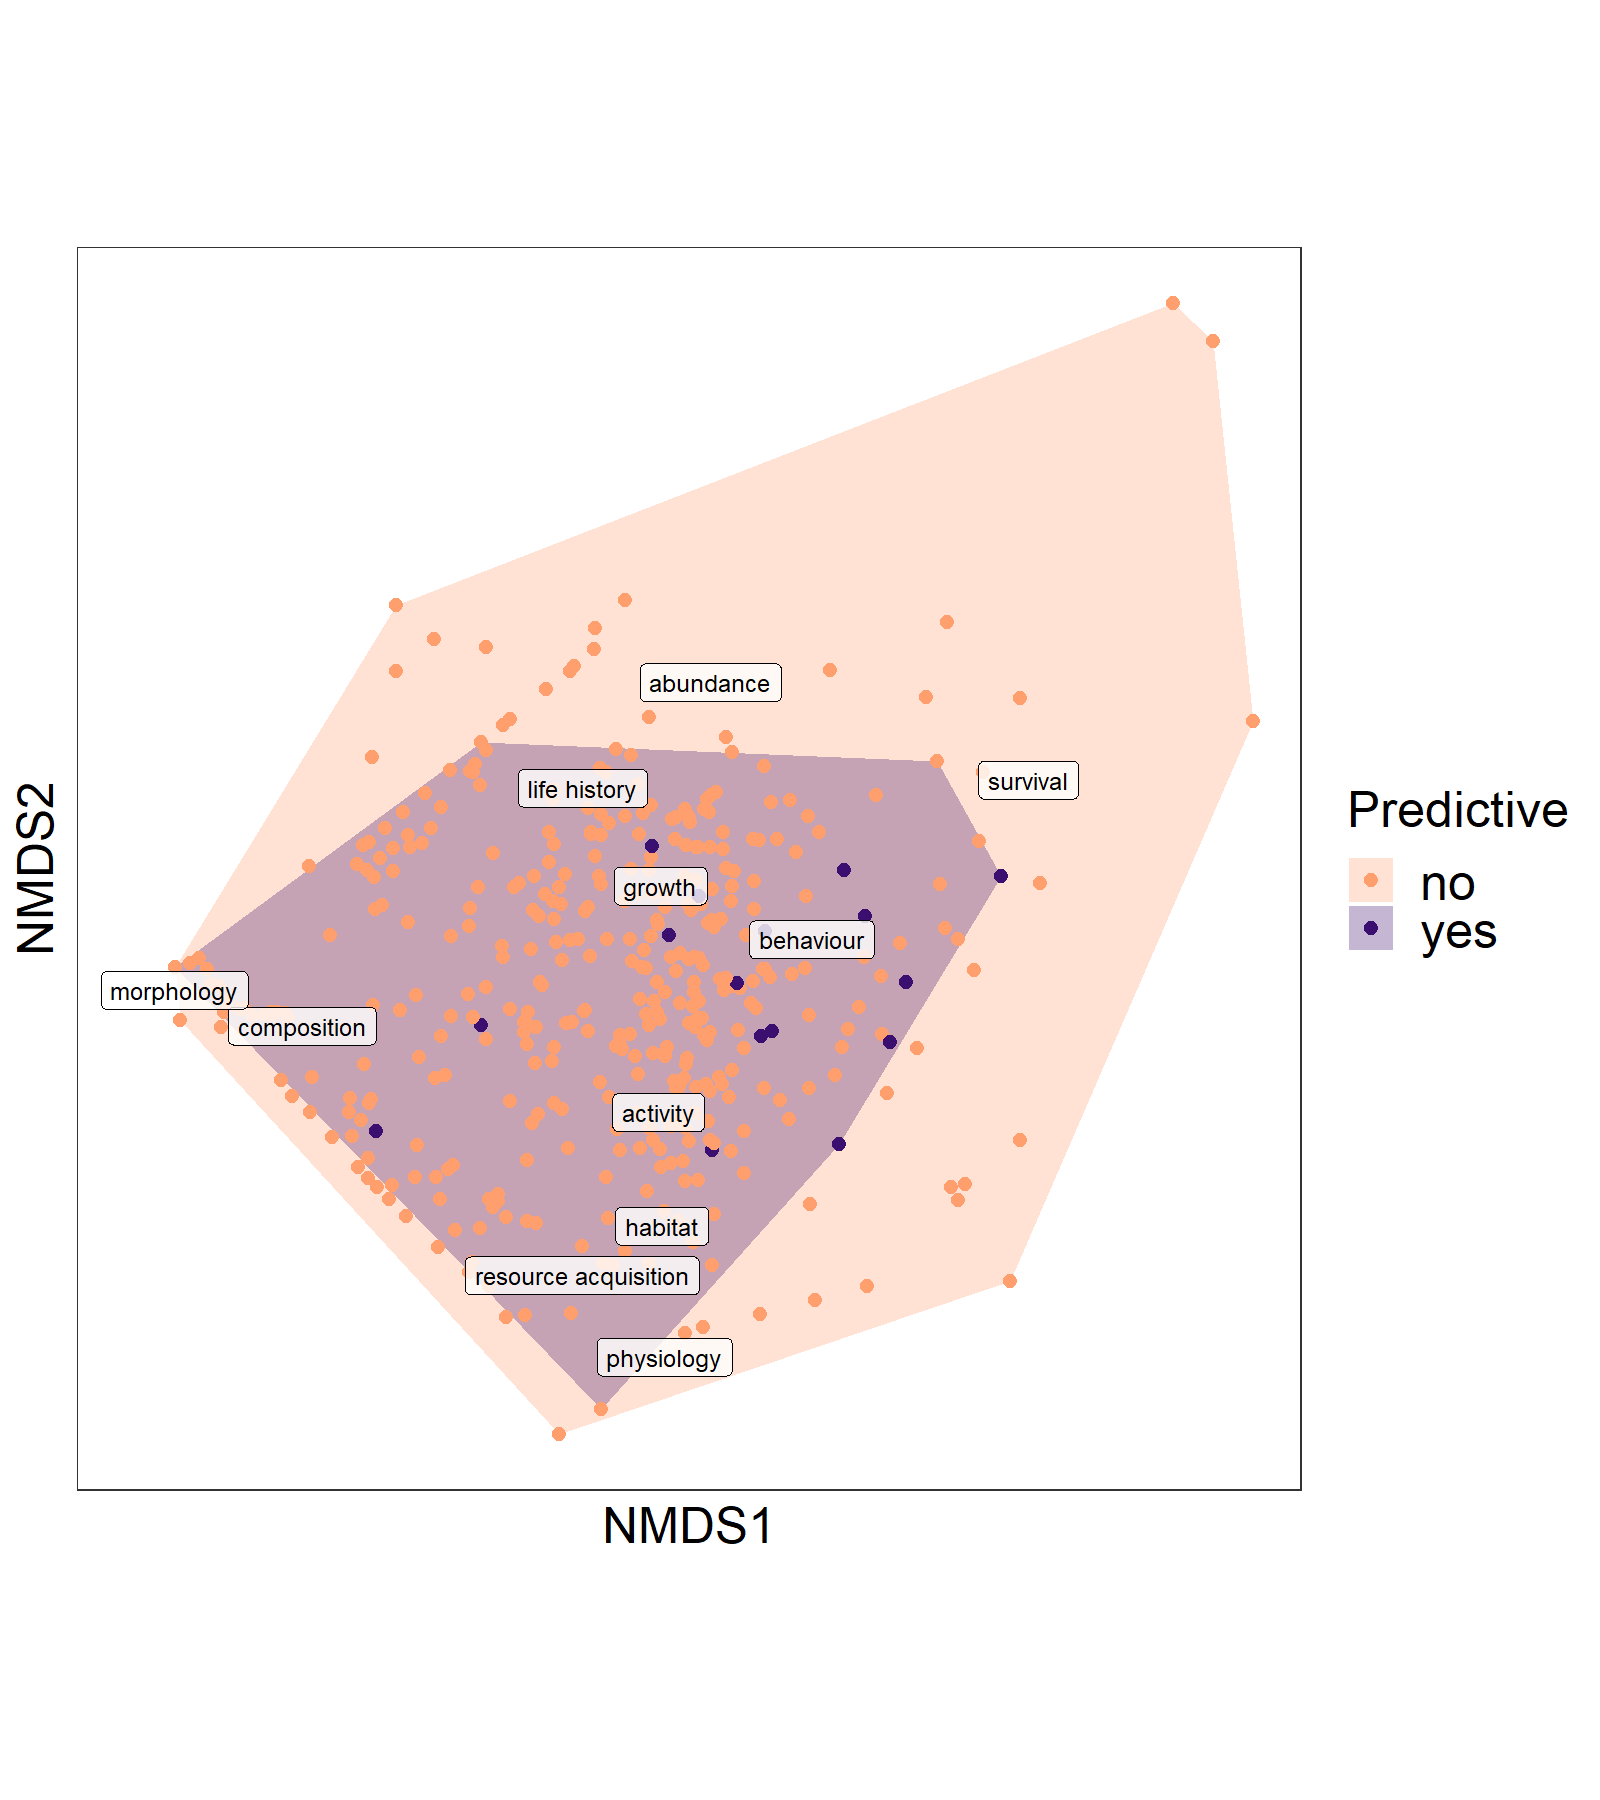 abundance
survival
life history
growth
behaviour
morphology
composition
activity
habitat
resource acquisition
physiology
NMDS1
NMDS2
Predictive
no
yes